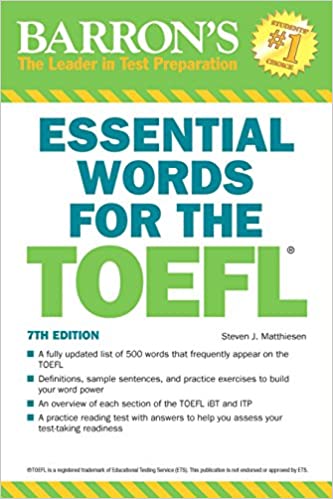 BARRON'S
The Leader in Test Preparation
STUDENTS'
#1
CHOICE
ESSENTIAL
WORDS
FOR THE
TOEFL®
7TH EDITION
Steven J. Matthiesen
■ A fully updated list of 500 words that frequently appear on the
TOEFL
■ Definitions, sample sentences, and practice exercises to build
your word power
■ An overview of each section of the TOEFL iBT and ITP
■ A practice reading test with answers to help you assess your
test-taking readiness
®TOEFL is a registered trademark of Educational Testing Service (ETS). This publication is not endorsed or approved by ETS.